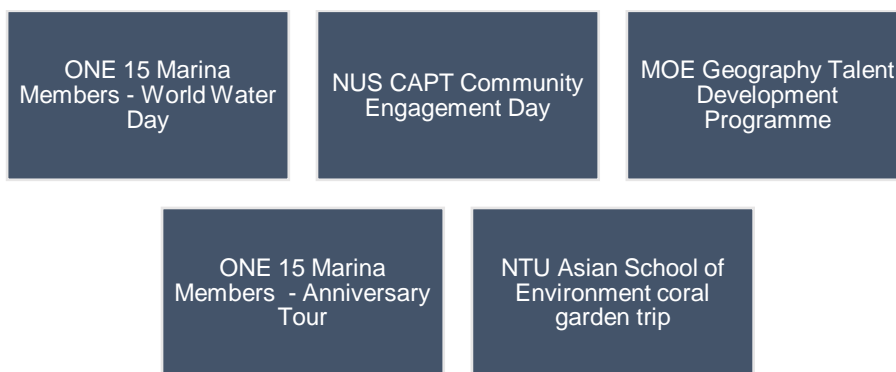 ONE 15 Marina
Members - World Water
Day
NUS CAPT Community
Engagement Day
MOE Geography Talent
Development
Programme
ONE 15 Marina
Members - Anniversary
Tour
NTU Asian School of
Environment coral
garden trip